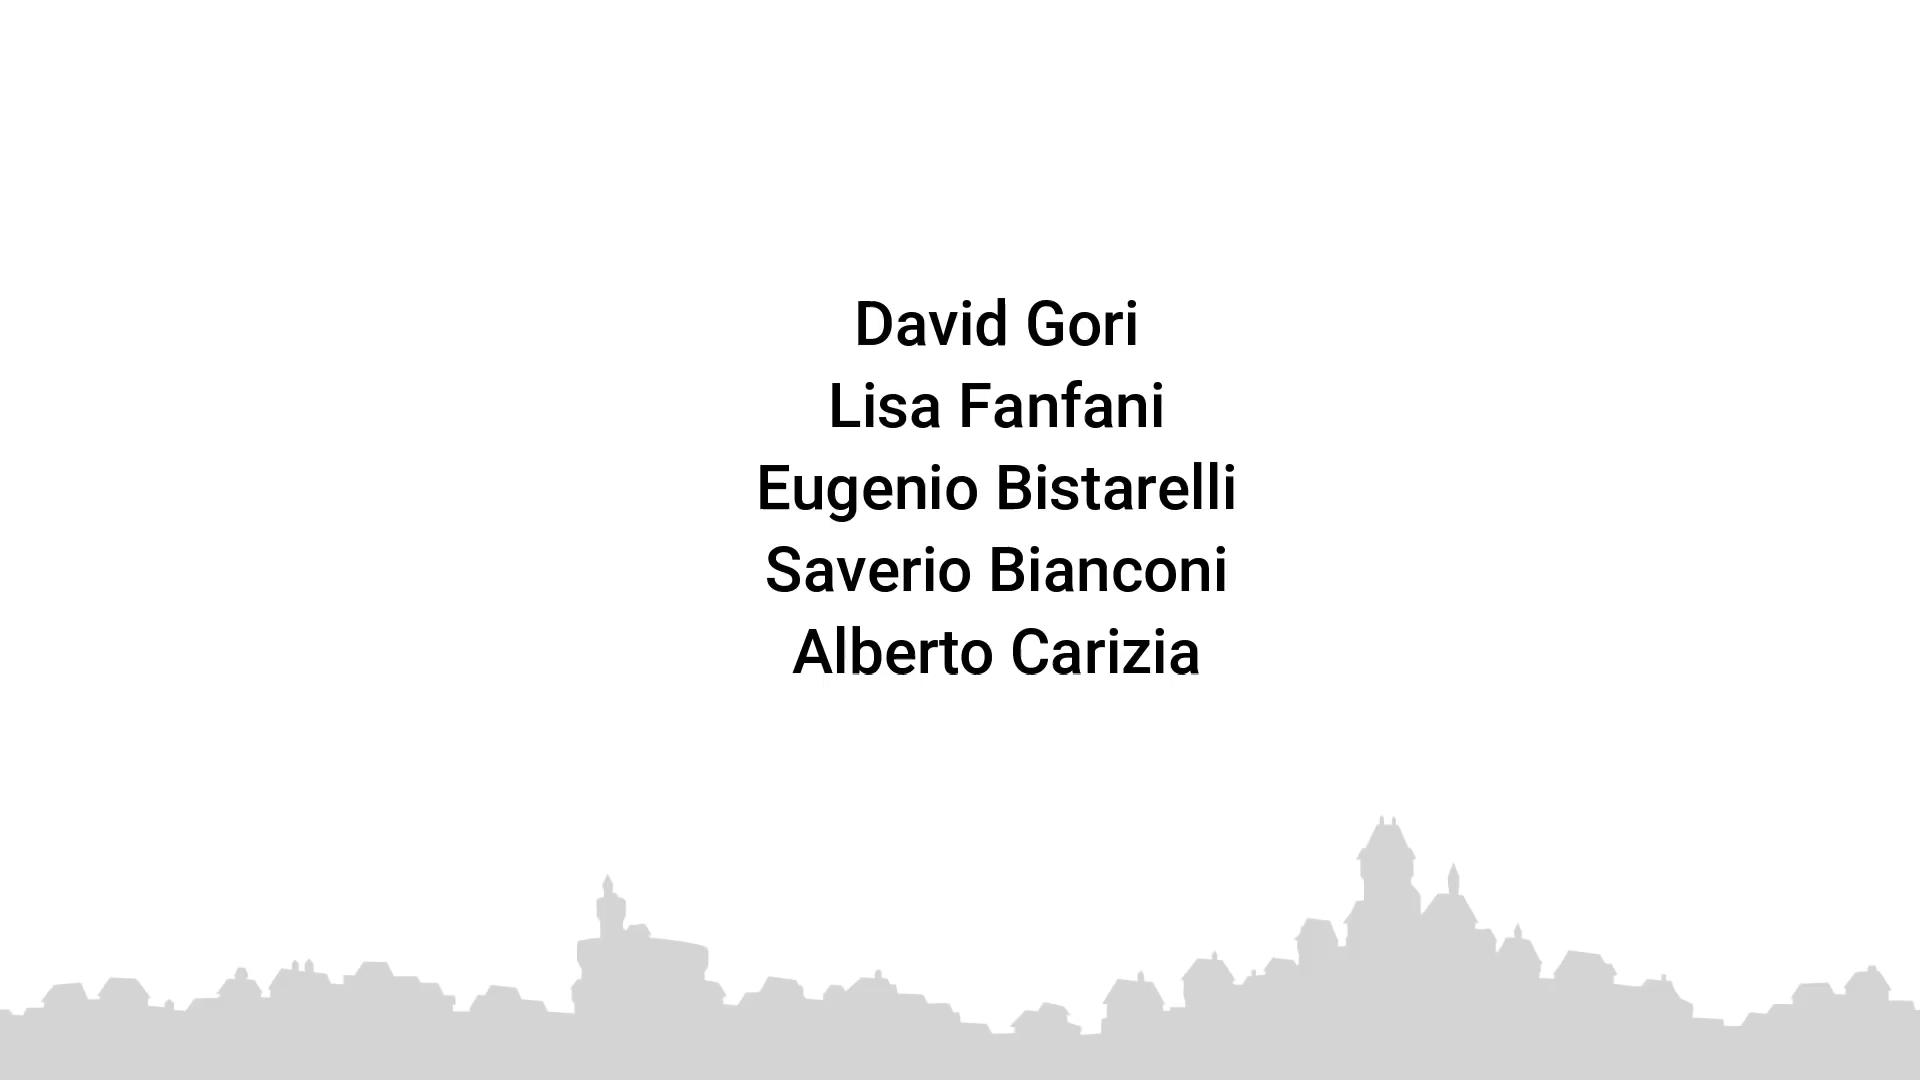 David Gori
Lisa Fanfani
Eugenio Bistarelli
Saverio Bianconi
Alberto Carizia